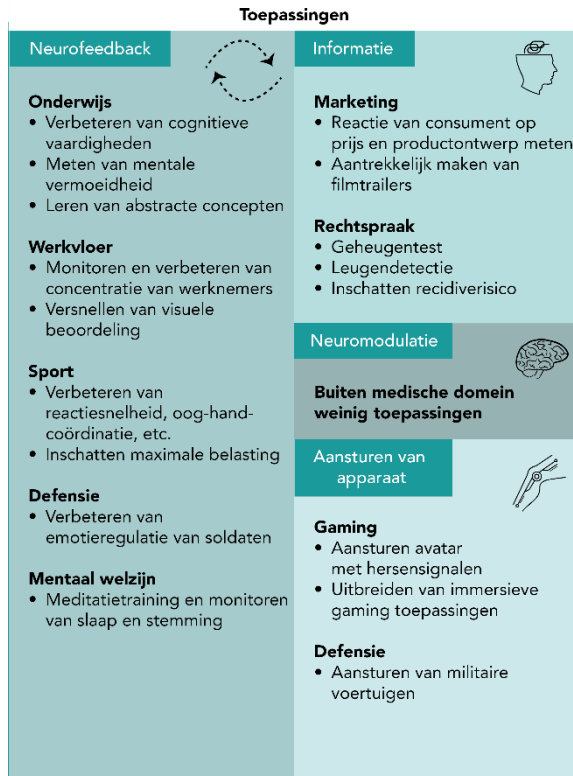 Toepassingen
Neurofeedback
Onderwijs
• Verbeteren van cognitieve
vaardigheden
• Meten van mentale
vermoeidheid
• Leren van abstracte concepten
Werkvloer
• Monitoren en verbeteren van
concentratie van werknemers
• Versnellen van visuele
beoordeling
Sport
• Verbeteren van
reactiesnelheid, oog-hand-
coördinatie, etc.
• Inschatten maximale belasting
Defensie
• Verbeteren van
emotieregulatie van soldaten
Mentaal welzijn
• Meditatietraining en monitoren
van slaap en stemming
Informatie
Marketing
• Reactie van consument op
prijs en productontwerp meten
• Aantrekkelijk maken van
filmtrailers
Rechtspraak
• Geheugentest
• Leugendetectie
• Inschatten recidiverisico
Neuromodulatie
Buiten medische domein
weinig toepassingen
Aansturen van
apparaat
Gaming
• Aansturen avatar
met hersensignalen
• Uitbreiden van immersieve
gaming toepassingen
Defensie
• Aansturen van militaire
voertuigen